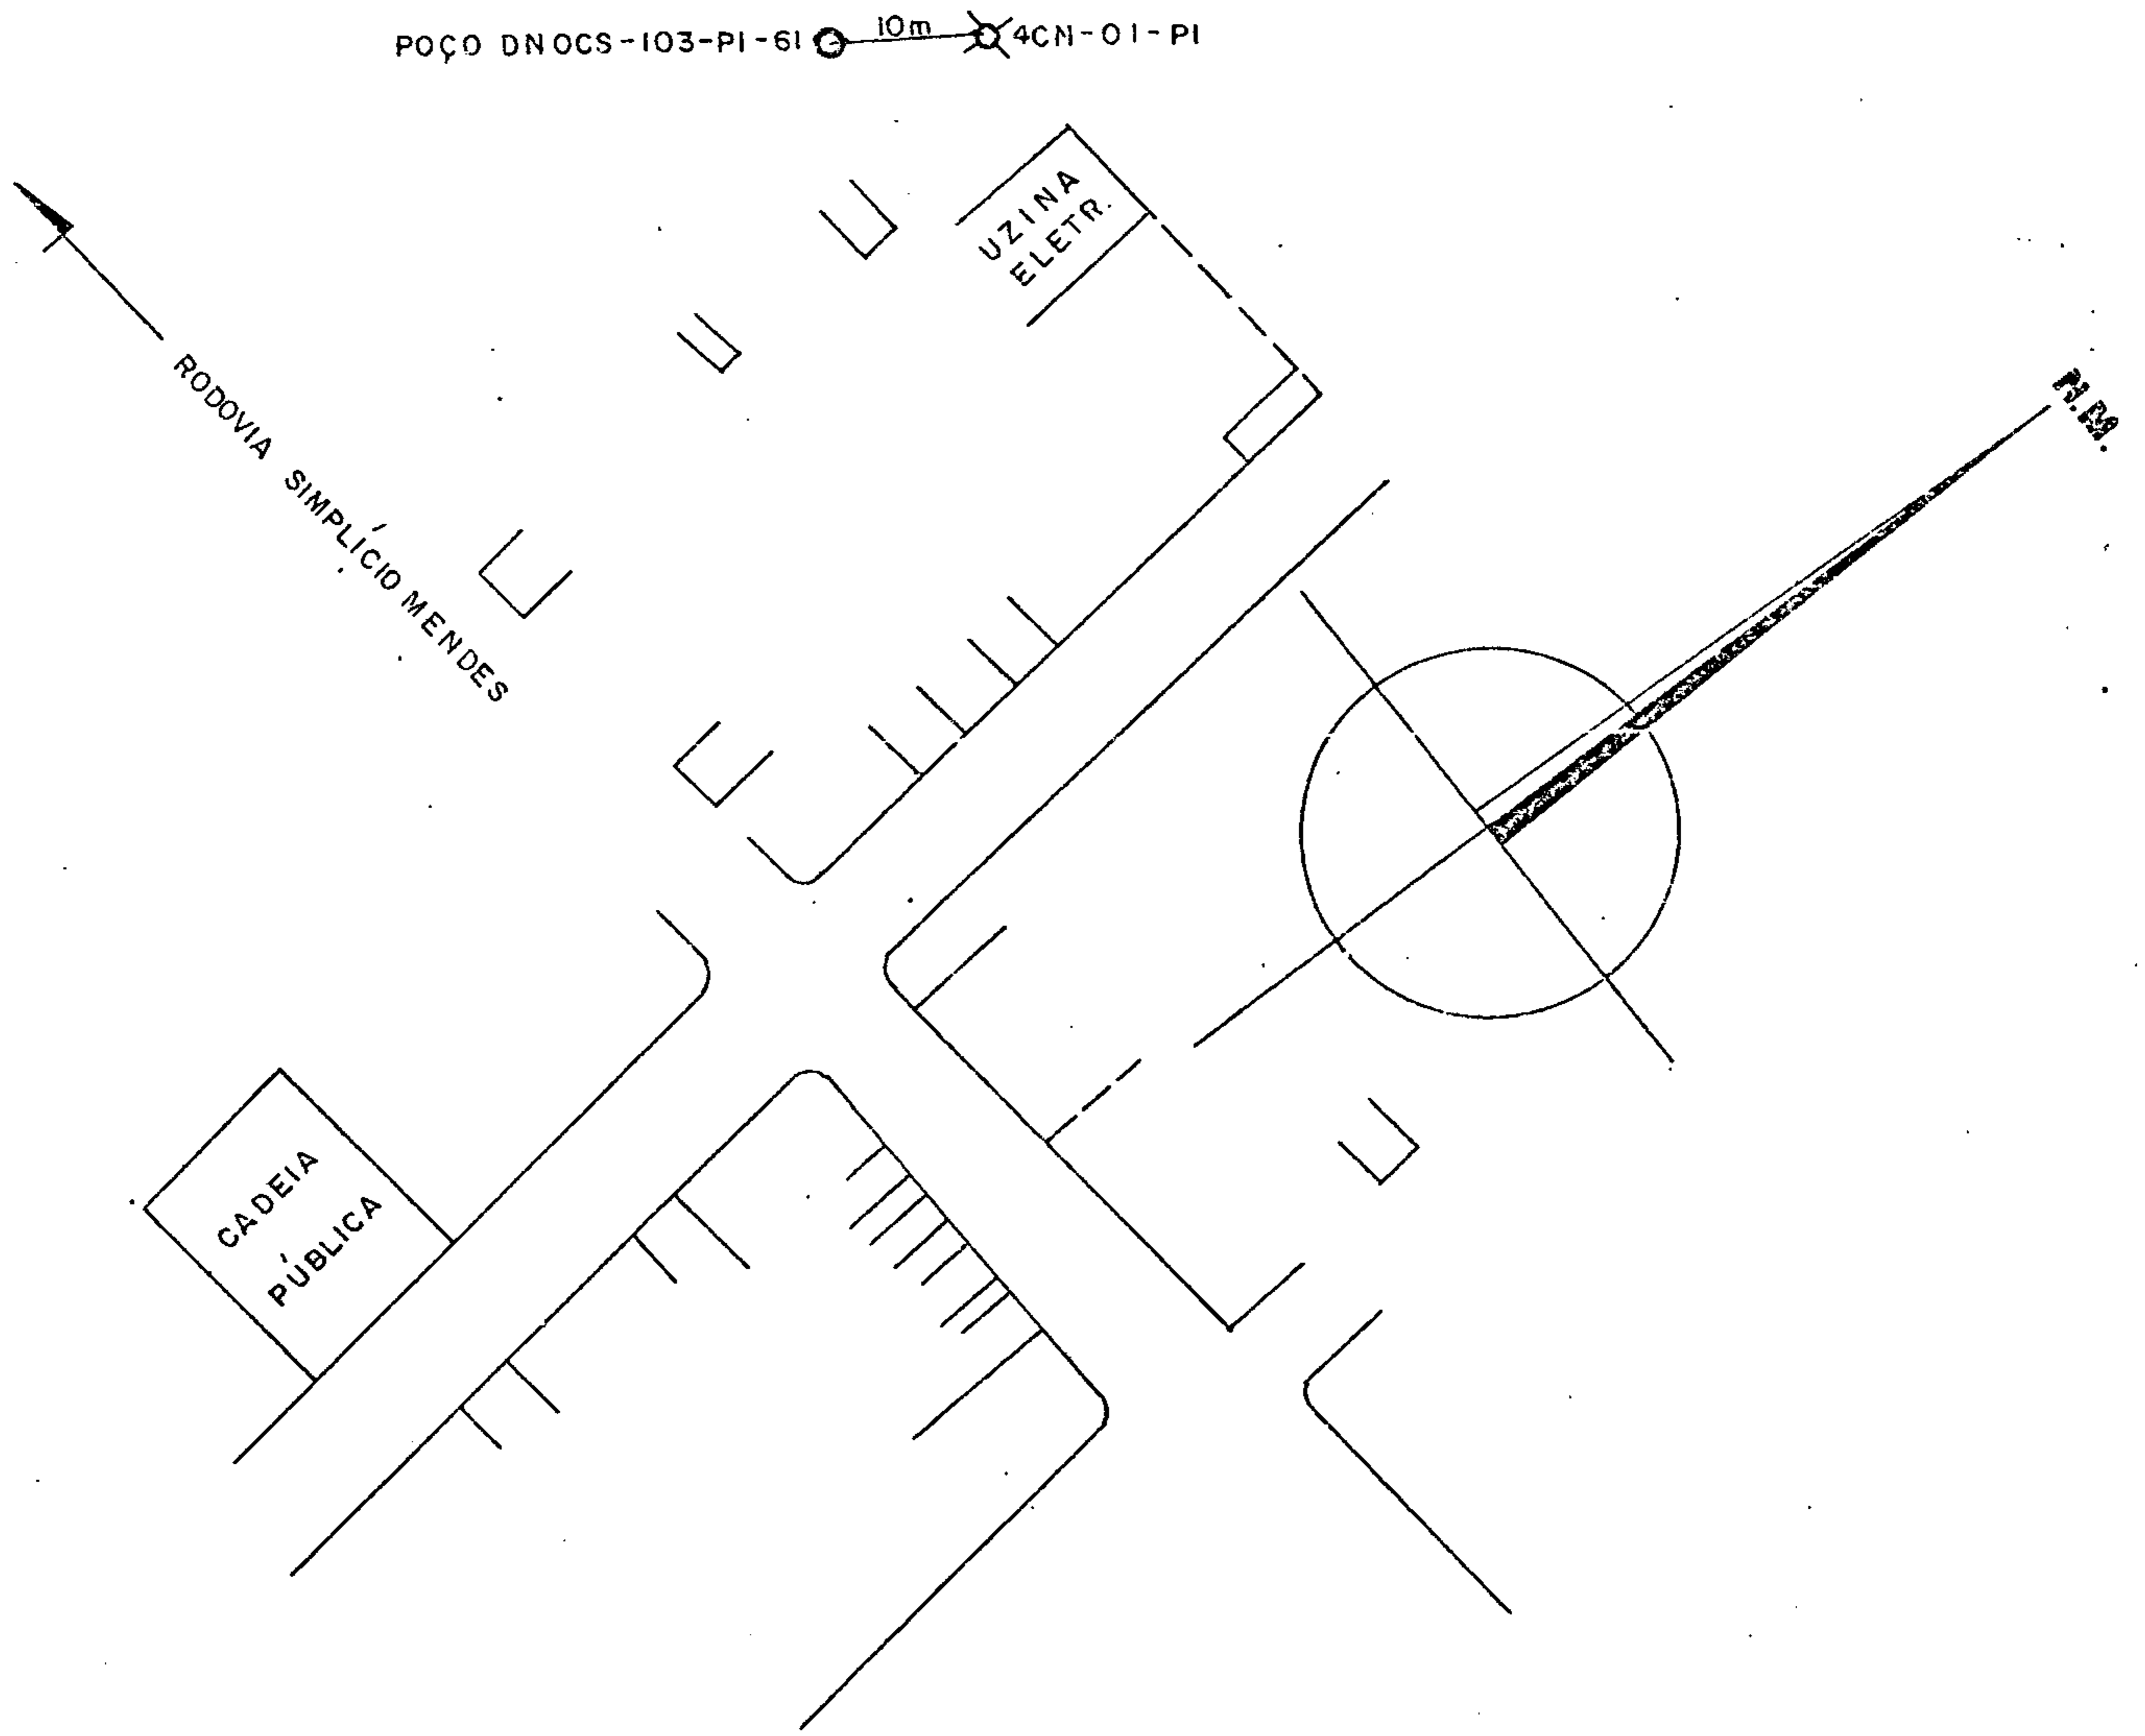 POÇO DNOCS-103-PI-61 10m 4CN-01-PI
UZINA
ELETR.
N.M.
RODOVIA SIMPLÍCIO MENDES
CADEIA
PÚBLICA